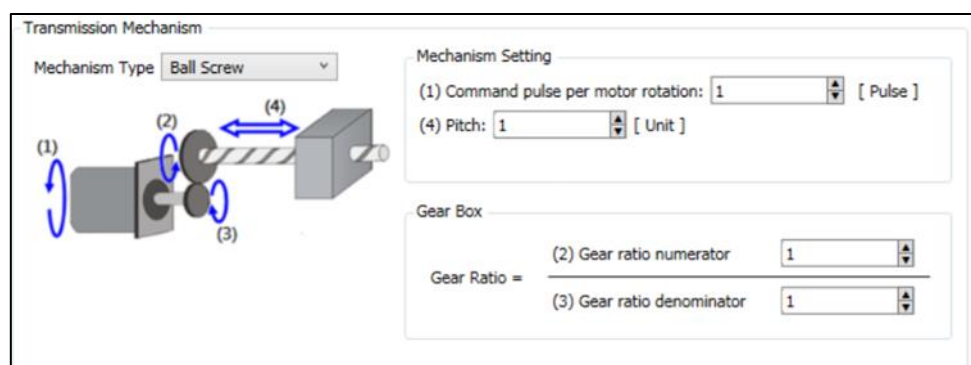 Transmission Mechanism
Mechanism Type Ball Screw
(1)
(2)
(4)
(3)
Mechanism Setting
(1) Command pulse per motor rotation: 1 [ Pulse ]
(4) Pitch: 1 [ Unit ]
Gear Box
Gear Ratio =
(2) Gear ratio numerator 1
(3) Gear ratio denominator 1